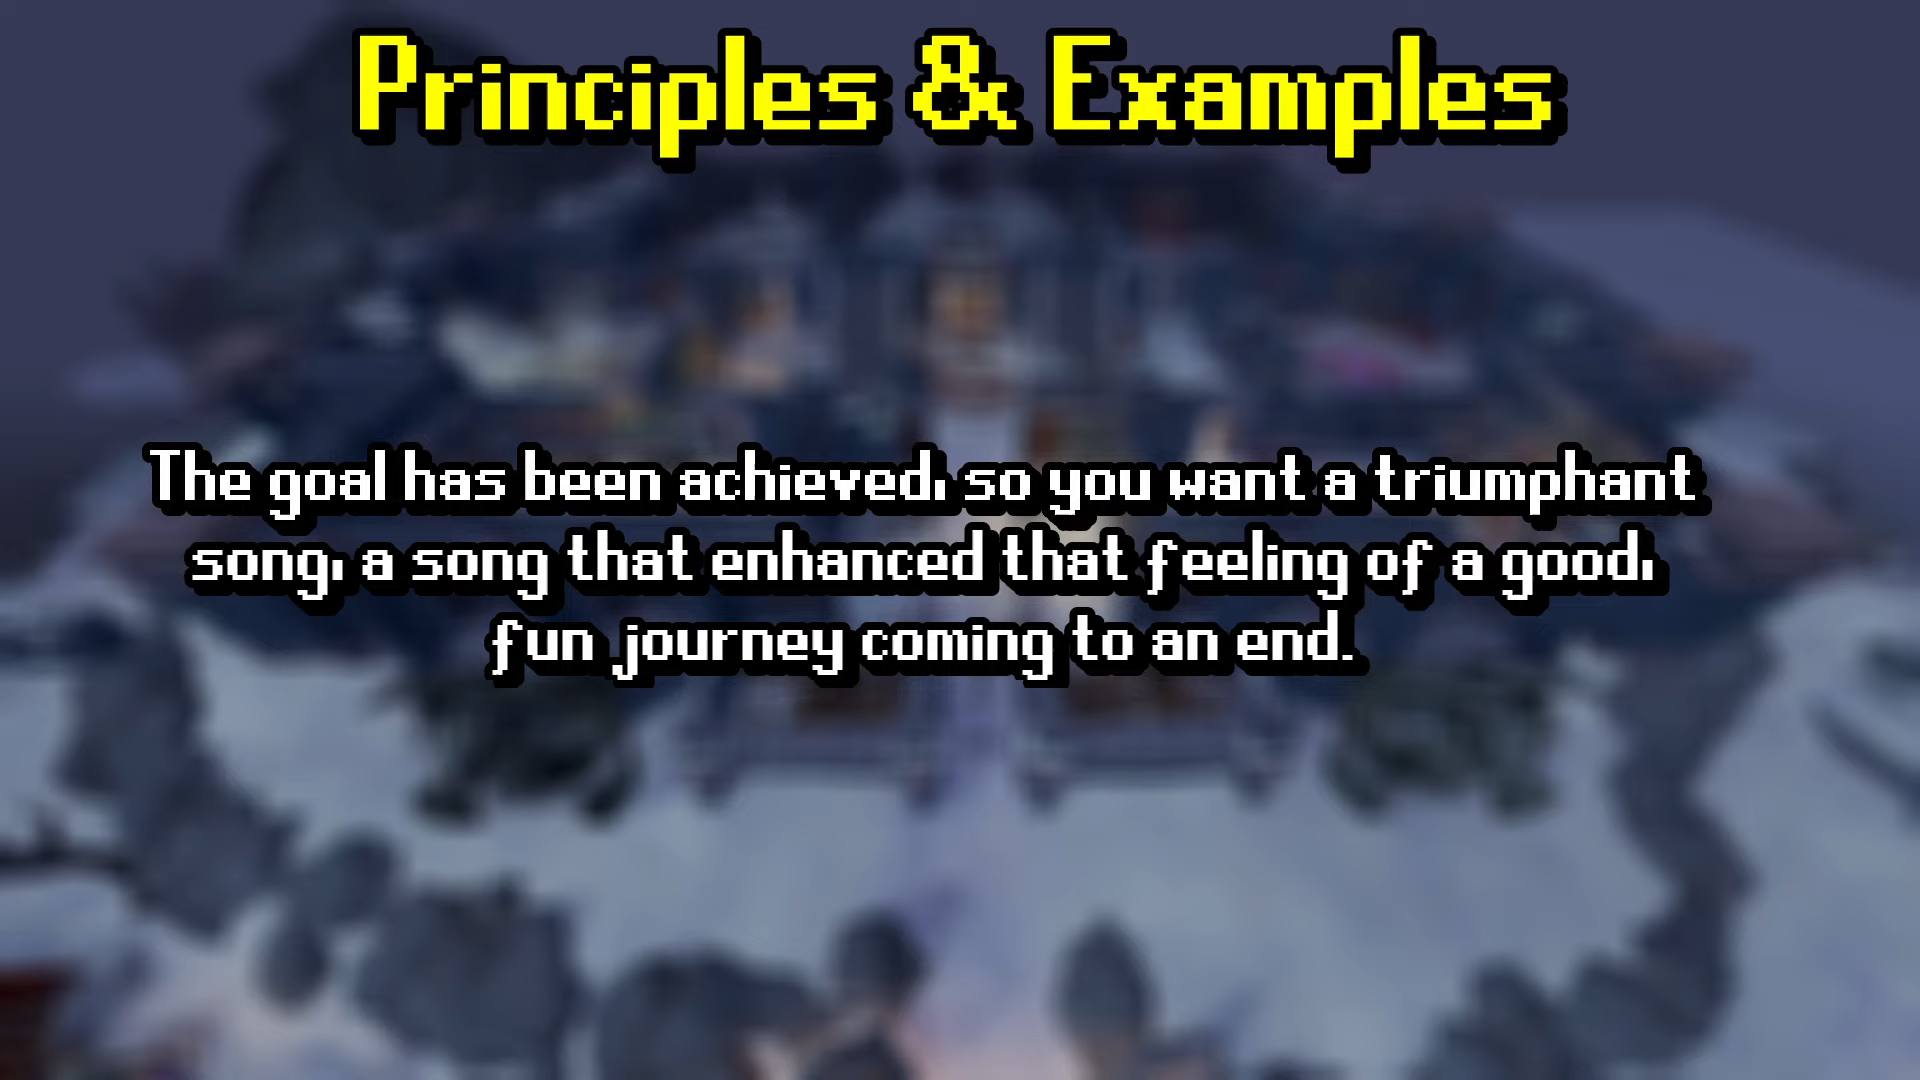 Principles & Examples
The goal has been achieved, so you want a triumphant
song, a song that enhanced that feeling of a good,
fun journey coming to an end.